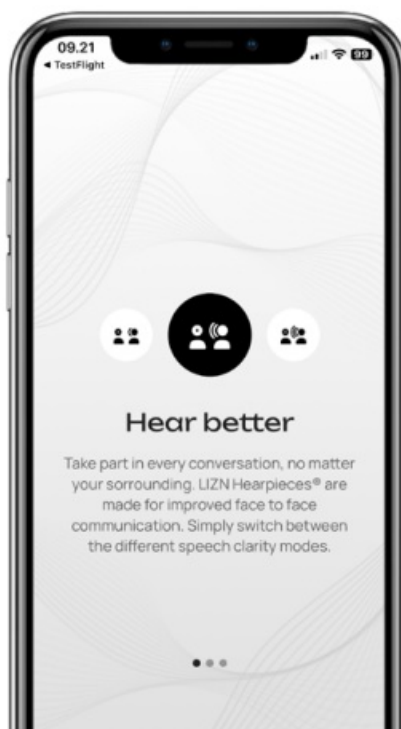 09.21
99
◀ TestFlight
Hear better
Take part in every conversation, no matter
your sorrounding. LIZN Hearpieces® are
made for improved face to face
communication. Simply switch between
the different speech clarity modes.